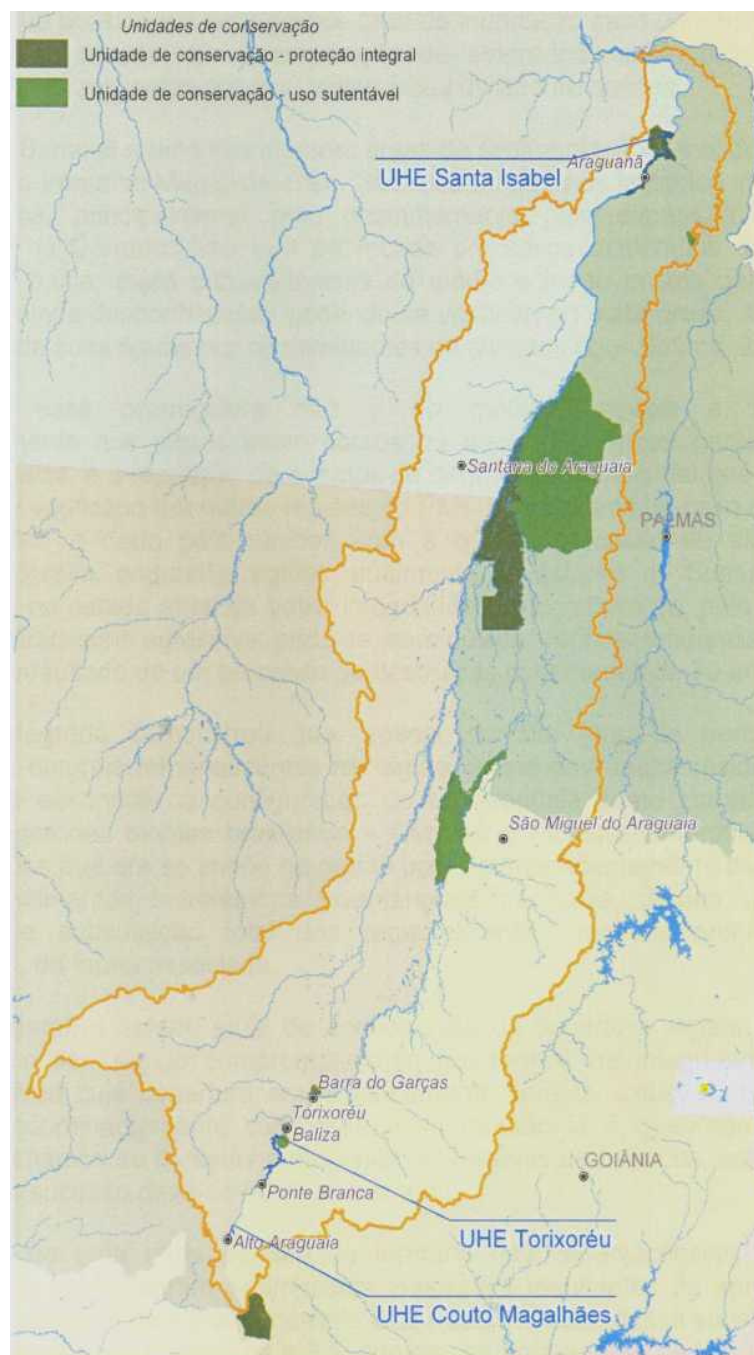 Unidades de conservação
Unidade de conservação - proteção integral
Unidade de conservação - uso sutentável
Araguanã
UHE Santa Isabel
Santana do Araguaia
PALMAS
São Miguel do Araguaia
Barra do Garças
Torixoréu
Baliza
GOIÂNIA
Ponte Branca
UHE Torixoréu
Alto Araguaia
UHE Couto Magalhães